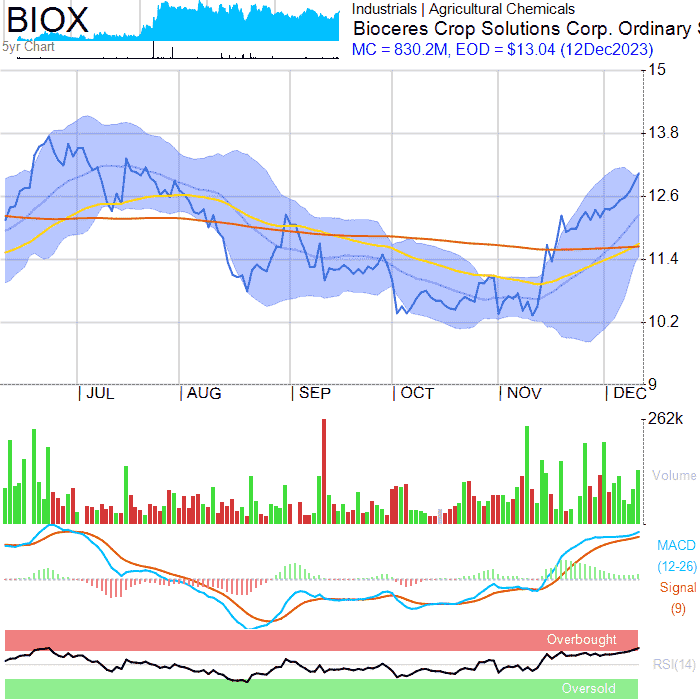 BIOX
Industrials | Agricultural Chemicals
Bioceres Crop Solutions Corp. Ordinary S
MC = 830.2M, EOD = $13.04 (12Dec2023)
5yr Chart
15
13.8
12.6
11.4
10.2
9
JUL AUG SEP OCT NOV DEC
262k
Volume
MACD
(12-26)
Signal
(9)
Overbought
RSI(14)
Oversold